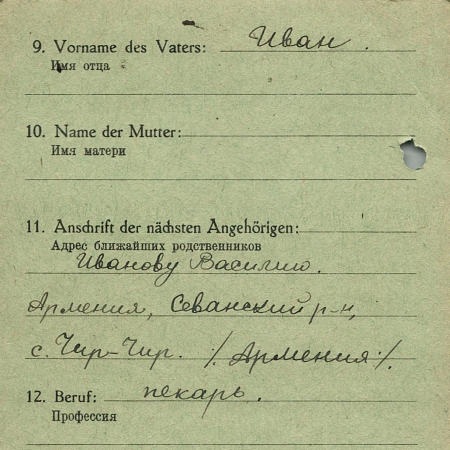 9. Vorname des Vaters: Иван.
Имя отца
10. Name der Mutter:
Имя матери
11. Anschrift der nächsten Angehörigen:
Адрес ближайших родственников
Иванову Василию.
Армения, Севанский р-н,
с. Чир-Чир. /Армения/.
12. Beruf: пекарь.
Профессия